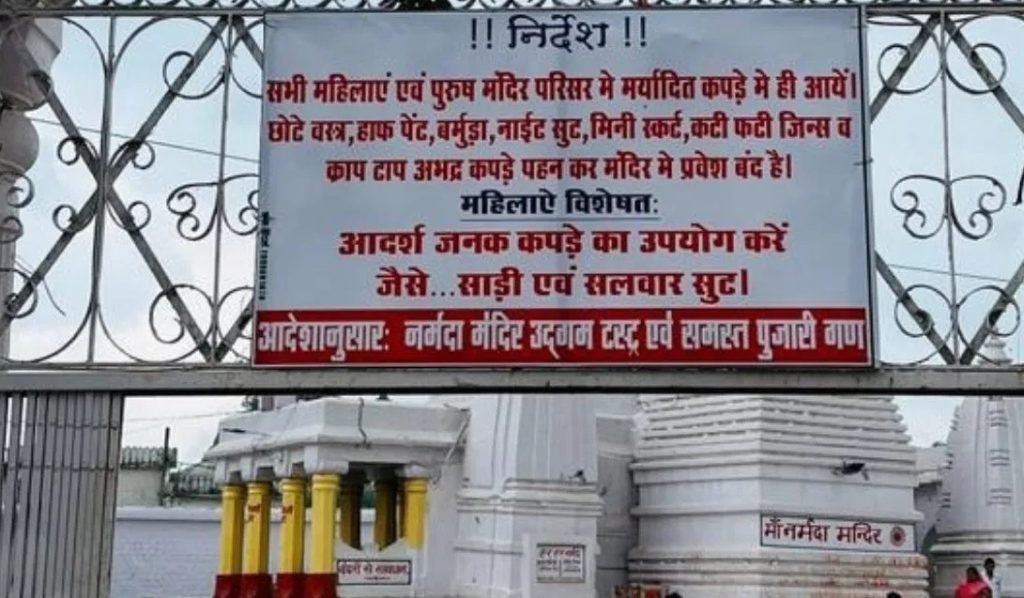 !! निर्देश !!
सभी महिलाएं एवं पुरुष मंदिर परिसर मे मर्यादित कपड़े मे ही आयें।
छोटे वस्त्र,हाफ पेंट,बर्मुडा,नाईट सुट,मिनी स्कर्ट,कटी फटी जिन्स व
क्राप टाप अभद्र कपड़े पहन कर मंदिर मे प्रवेश बंद है।
महिलाऐ विशेषतः
आदर्श जनक कपड़े का उपयोग करें
जैसे...साड़ी एवं सलवार सुट।
आदेशानुसारः नर्मदा मंदिर उद्गम टस्ट्र एवं समस्त पुजारी गण
माँ नर्मदा मन्दिर